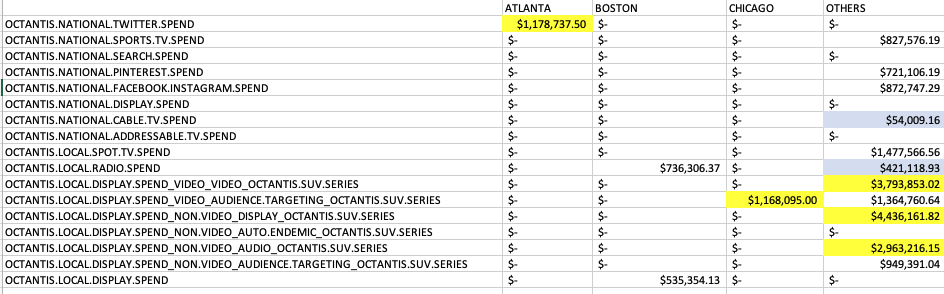 ATLANTA BOSTON CHICAGO OTHERS
OCTANTIS.NATIONAL.TWITTER.SPEND $1,178,737.50 $- $- $-
OCTANTIS.NATIONAL.SPORTS.TV.SPEND $- $- $- $827,576.19
OCTANTIS.NATIONAL.SEARCH.SPEND $- $- $- $-
OCTANTIS.NATIONAL.PINTEREST.SPEND $- $- $- $721,106.19
OCTANTIS.NATIONAL.FACEBOOK.INSTAGRAM.SPEND $- $- $- $872,747.29
OCTANTIS.NATIONAL.DISPLAY.SPEND $- $- $- $-
OCTANTIS.NATIONAL.CABLE.TV.SPEND $- $- $- $54,009.16
OCTANTIS.NATIONAL.ADDRESSABLE.TV.SPEND $- $- $- $-
OCTANTIS.LOCAL.SPOT.TV.SPEND $- $- $- $1,477,566.56
OCTANTIS.LOCAL.RADIO.SPEND $- $736,306.37 $- $421,118.93
OCTANTIS.LOCAL.DISPLAY.SPEND_VIDEO_VIDEO_OCTANTIS.SUV.SERIES $- $- $- $3,793,853.02
OCTANTIS.LOCAL.DISPLAY.SPEND_VIDEO_AUDIENCE.TARGETING_OCTANTIS.SUV.SERIES $- $- $1,168,095.00 $1,364,760.64
OCTANTIS.LOCAL.DISPLAY.SPEND_NON.VIDEO_DISPLAY_OCTANTIS.SUV.SERIES $- $- $- $4,436,161.82
OCTANTIS.LOCAL.DISPLAY.SPEND_NON.VIDEO_AUTO.ENDEMIC_OCTANTIS.SUV.SERIES $- $- $- $-
OCTANTIS.LOCAL.DISPLAY.SPEND_NON.VIDEO_AUDIO_OCTANTIS.SUV.SERIES $- $- $- $2,963,216.15
OCTANTIS.LOCAL.DISPLAY.SPEND_NON.VIDEO_AUDIENCE.TARGETING_OCTANTIS.SUV.SERIES $- $- $- $949,391.04
OCTANTIS.LOCAL.DISPLAY.SPEND $- $535,354.13 $- $-